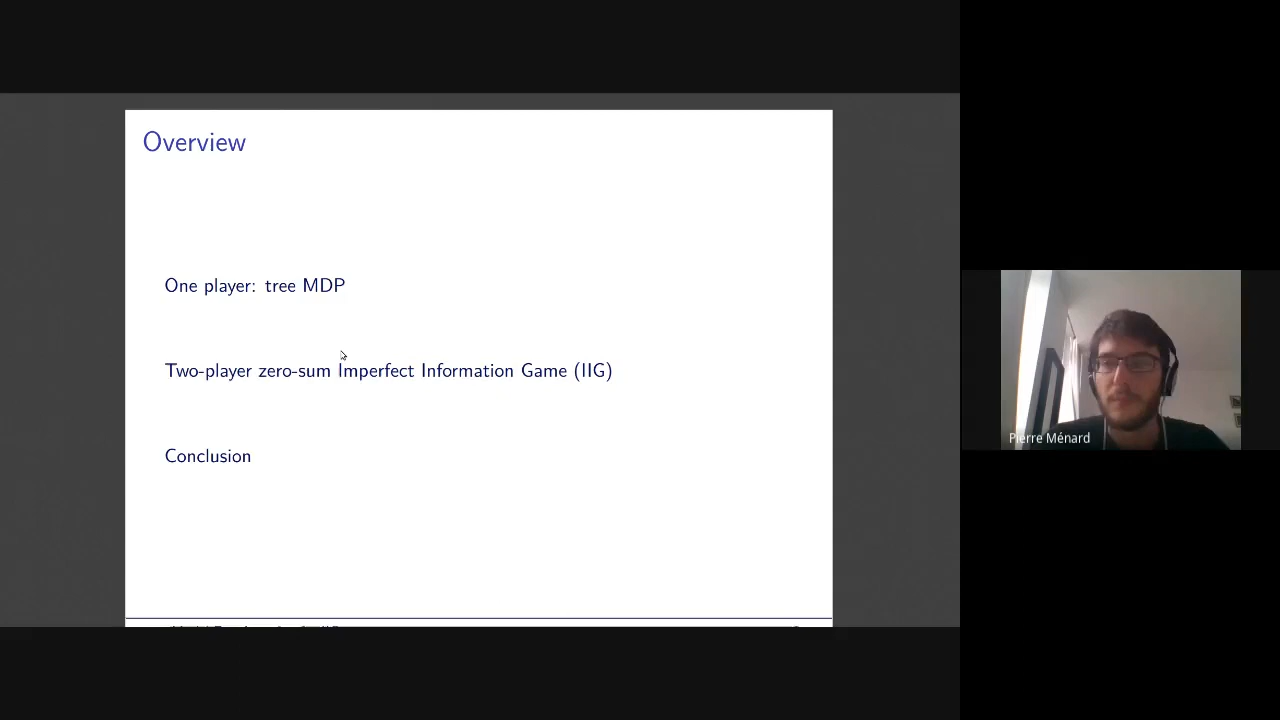 Overview
One player: tree MDP
Two-player zero-sum Imperfect Information Game (IIG)
Conclusion
Pierre Ménard